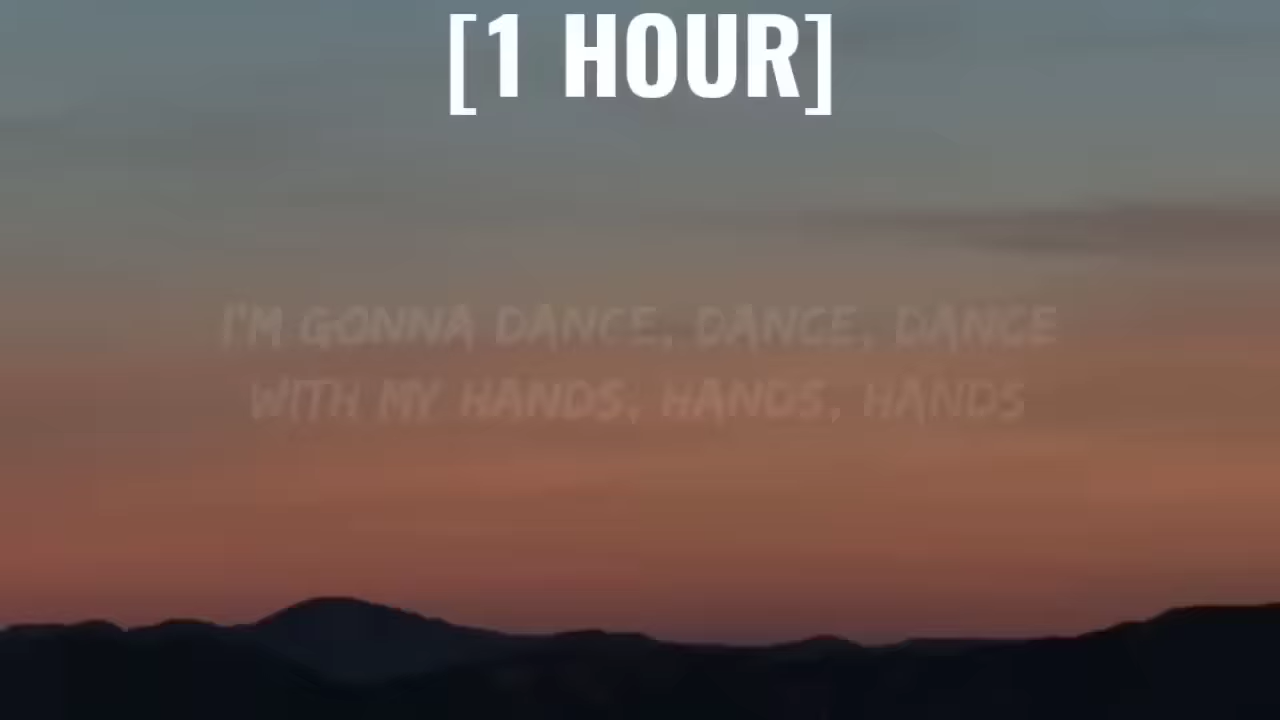 [1 HOUR]
I'M GONNA DANCE, DANCE, DANCE
WITH MY HANDS, HANDS, HANDS